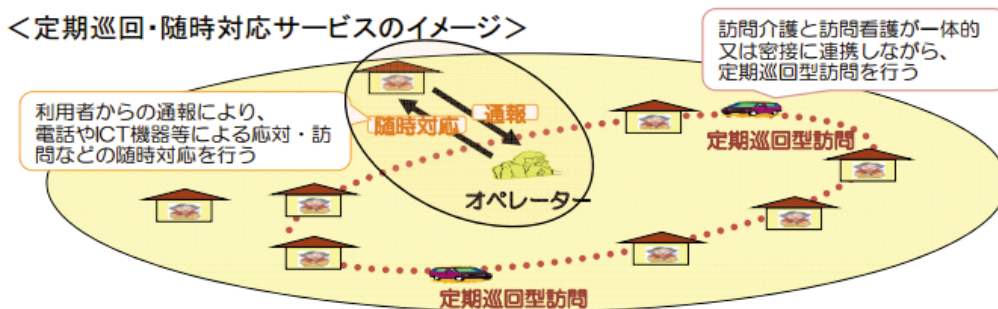 ＜定期巡回・随時対応サービスのイメージ＞
訪問介護と訪問看護が一体的
又は密接に連携しながら、
定期巡回型訪問を行う
利用者からの通報により、
電話やICT機器等による応対・訪
問などの随時対応を行う
通報
随時対応
定期巡回型訪問
オペレーター
定期巡回型訪問